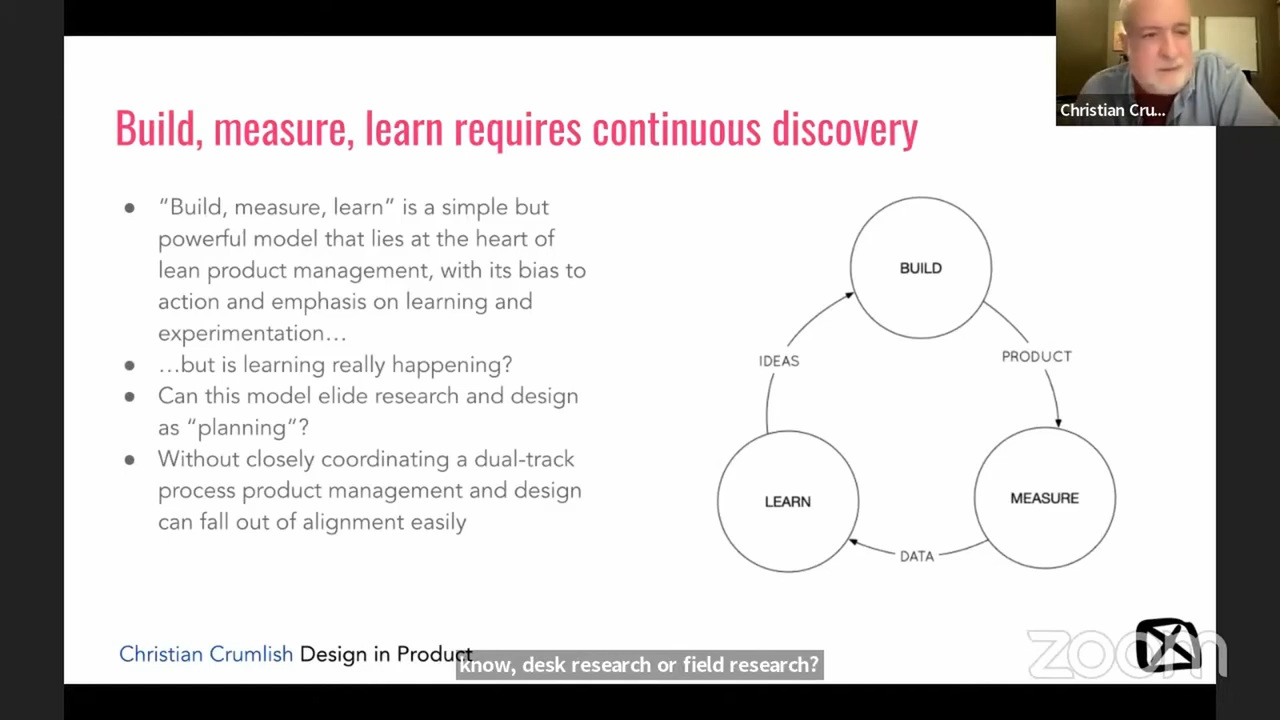 Christian Cru...
Build, measure, learn requires continuous discovery
● “Build, measure, learn” is a simple but
powerful model that lies at the heart of
lean product management, with its bias to
action and emphasis on learning and
experimentation…
● …but is learning really happening?
● Can this model elide research and design
as “planning”?
● Without closely coordinating a dual-track
process product management and design
can fall out of alignment easily
BUILD
IDEAS
PRODUCT
LEARN
MEASURE
DATA
Christian Crumlish Design in Product
know, desk research or field research?
zoom